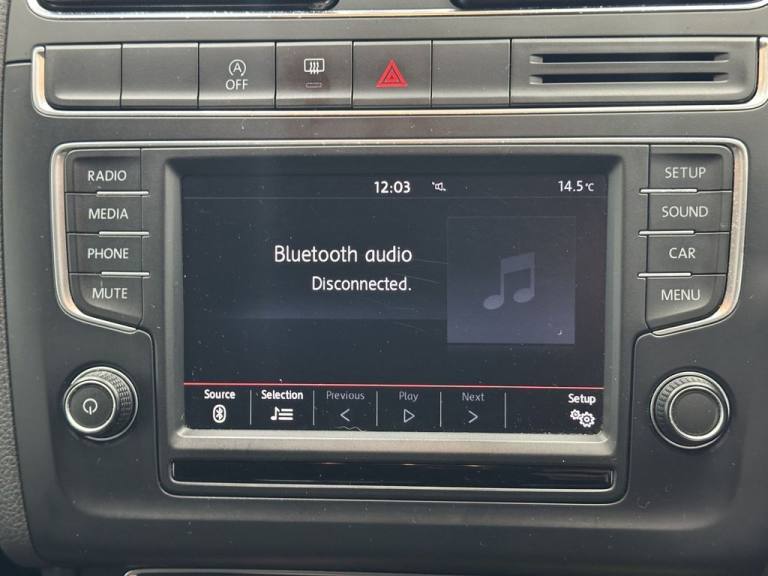 A
OFF
RADIO
MEDIA
PHONE
MUTE
12:03
14.5°C
Bluetooth audio
Disconnected.
Source
Selection
Previous
Play
Next
Setup
SETUP
SOUND
CAR
MENU